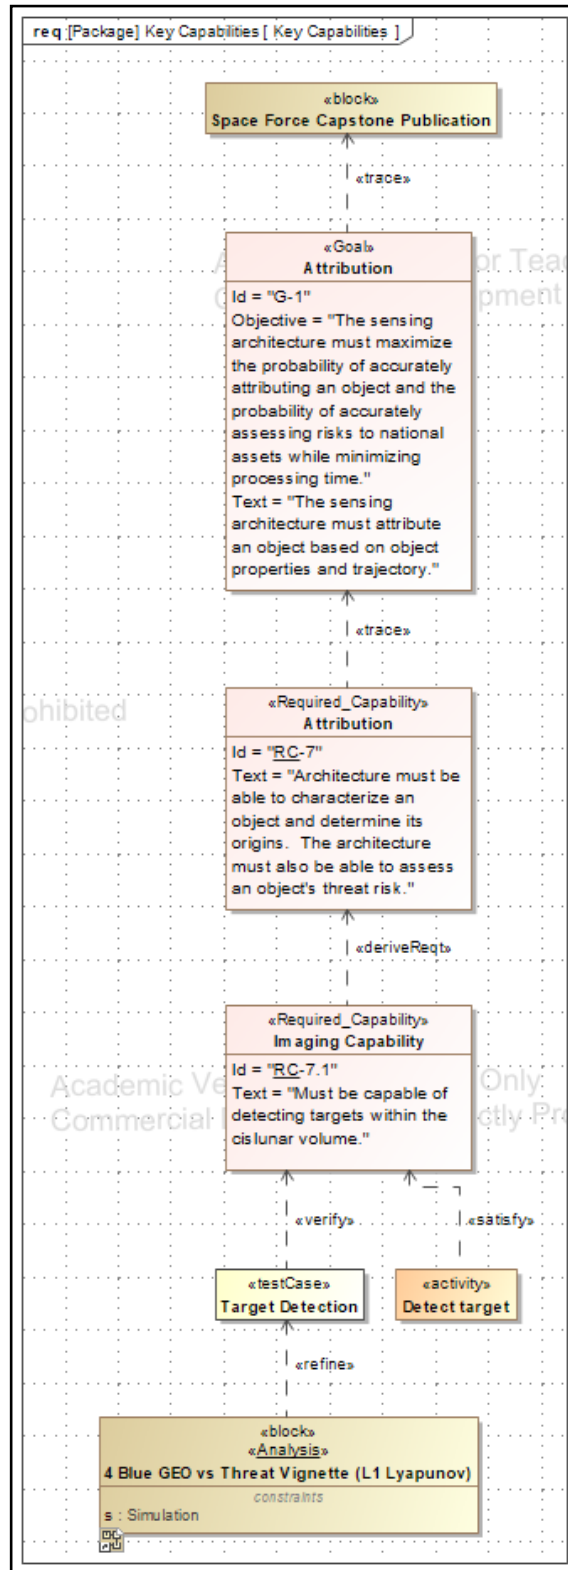 req [Package] Key Capabilities [ Key Capabilities ]
«block»
Space Force Capstone Publication
«trace»
«Goal»
Attribution
Id = "G-1"
Objective = "The sensing
architecture must maximize
the probability of accurately
attributing an object and the
probability of accurately
assessing risks to national
assets while minimizing
processing time."
Text = "The sensing
architecture must attribute
an object based on object
properties and trajectory."
«trace»
«Required_Capability»
Attribution
Id = "RC-7"
Text = "Architecture must be
able to characterize an
object and determine its
origins.  The architecture
must also be able to assess
an object's threat risk."
«deriveReqt»
«Required_Capability»
Imaging Capability
Id = "RC-7.1"
Text = "Must be capable of
detecting targets within the
cislunar volume."
Academic Only
Commercial
«verify»
«satisfy»
«testCase»
Target Detection
«activity»
Detect target
«refine»
«block»
«Analysis»
4 Blue GEO vs Threat Vignette (L1 Lyapunov)
constraints
s : Simulation